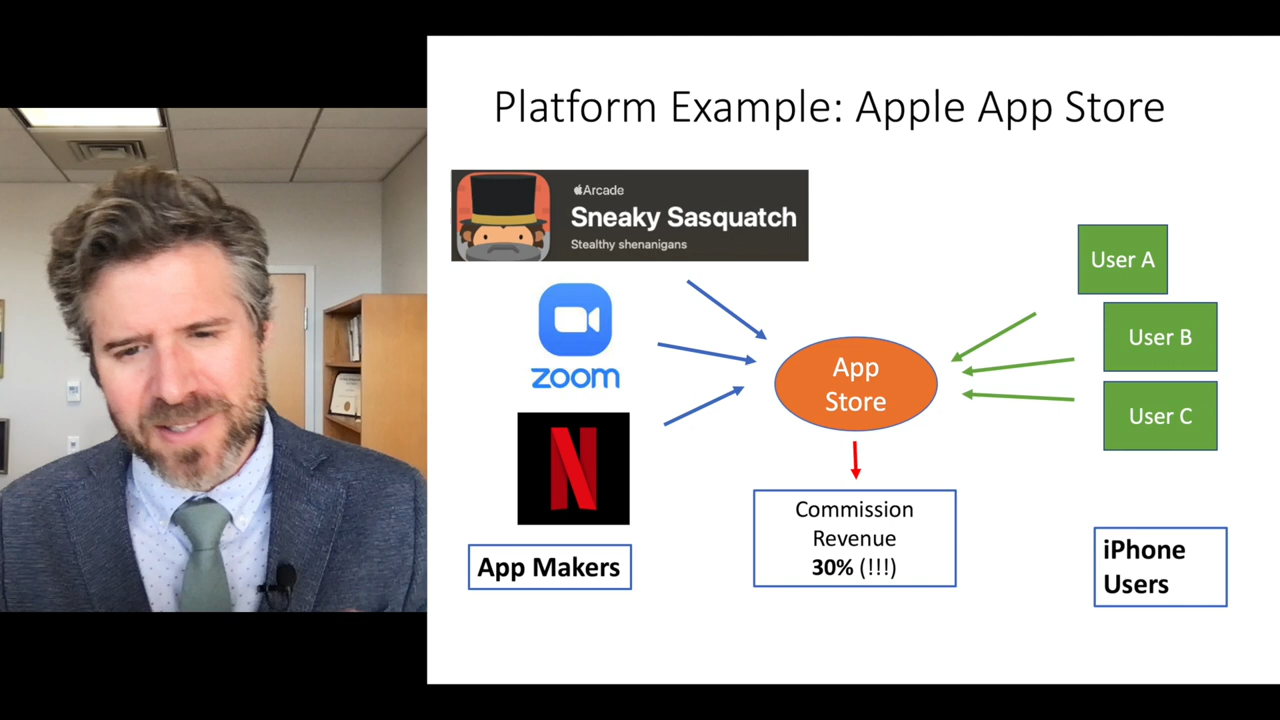 Platform Example: Apple App Store
Arcade
Sneaky Sasquatch
Stealthy shenanigans
zoom
N
App Makers
App
Store
Commission
Revenue
30% (!!!)
User A
User B
User C
iPhone
Users